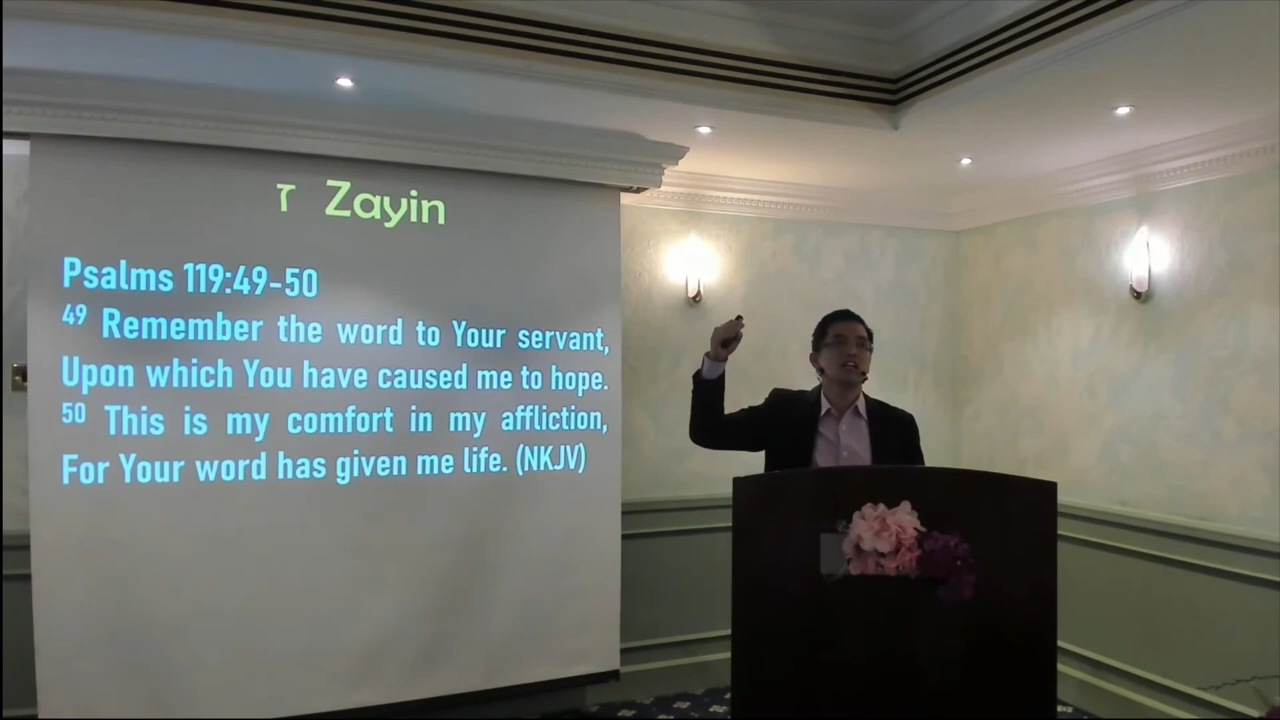 ז Zayin
Psalms 119:49-50
49 Remember the word to Your servant,
Upon which You have caused me to hope.
50 This is my comfort in my affliction,
For Your word has given me life. (NKJV)